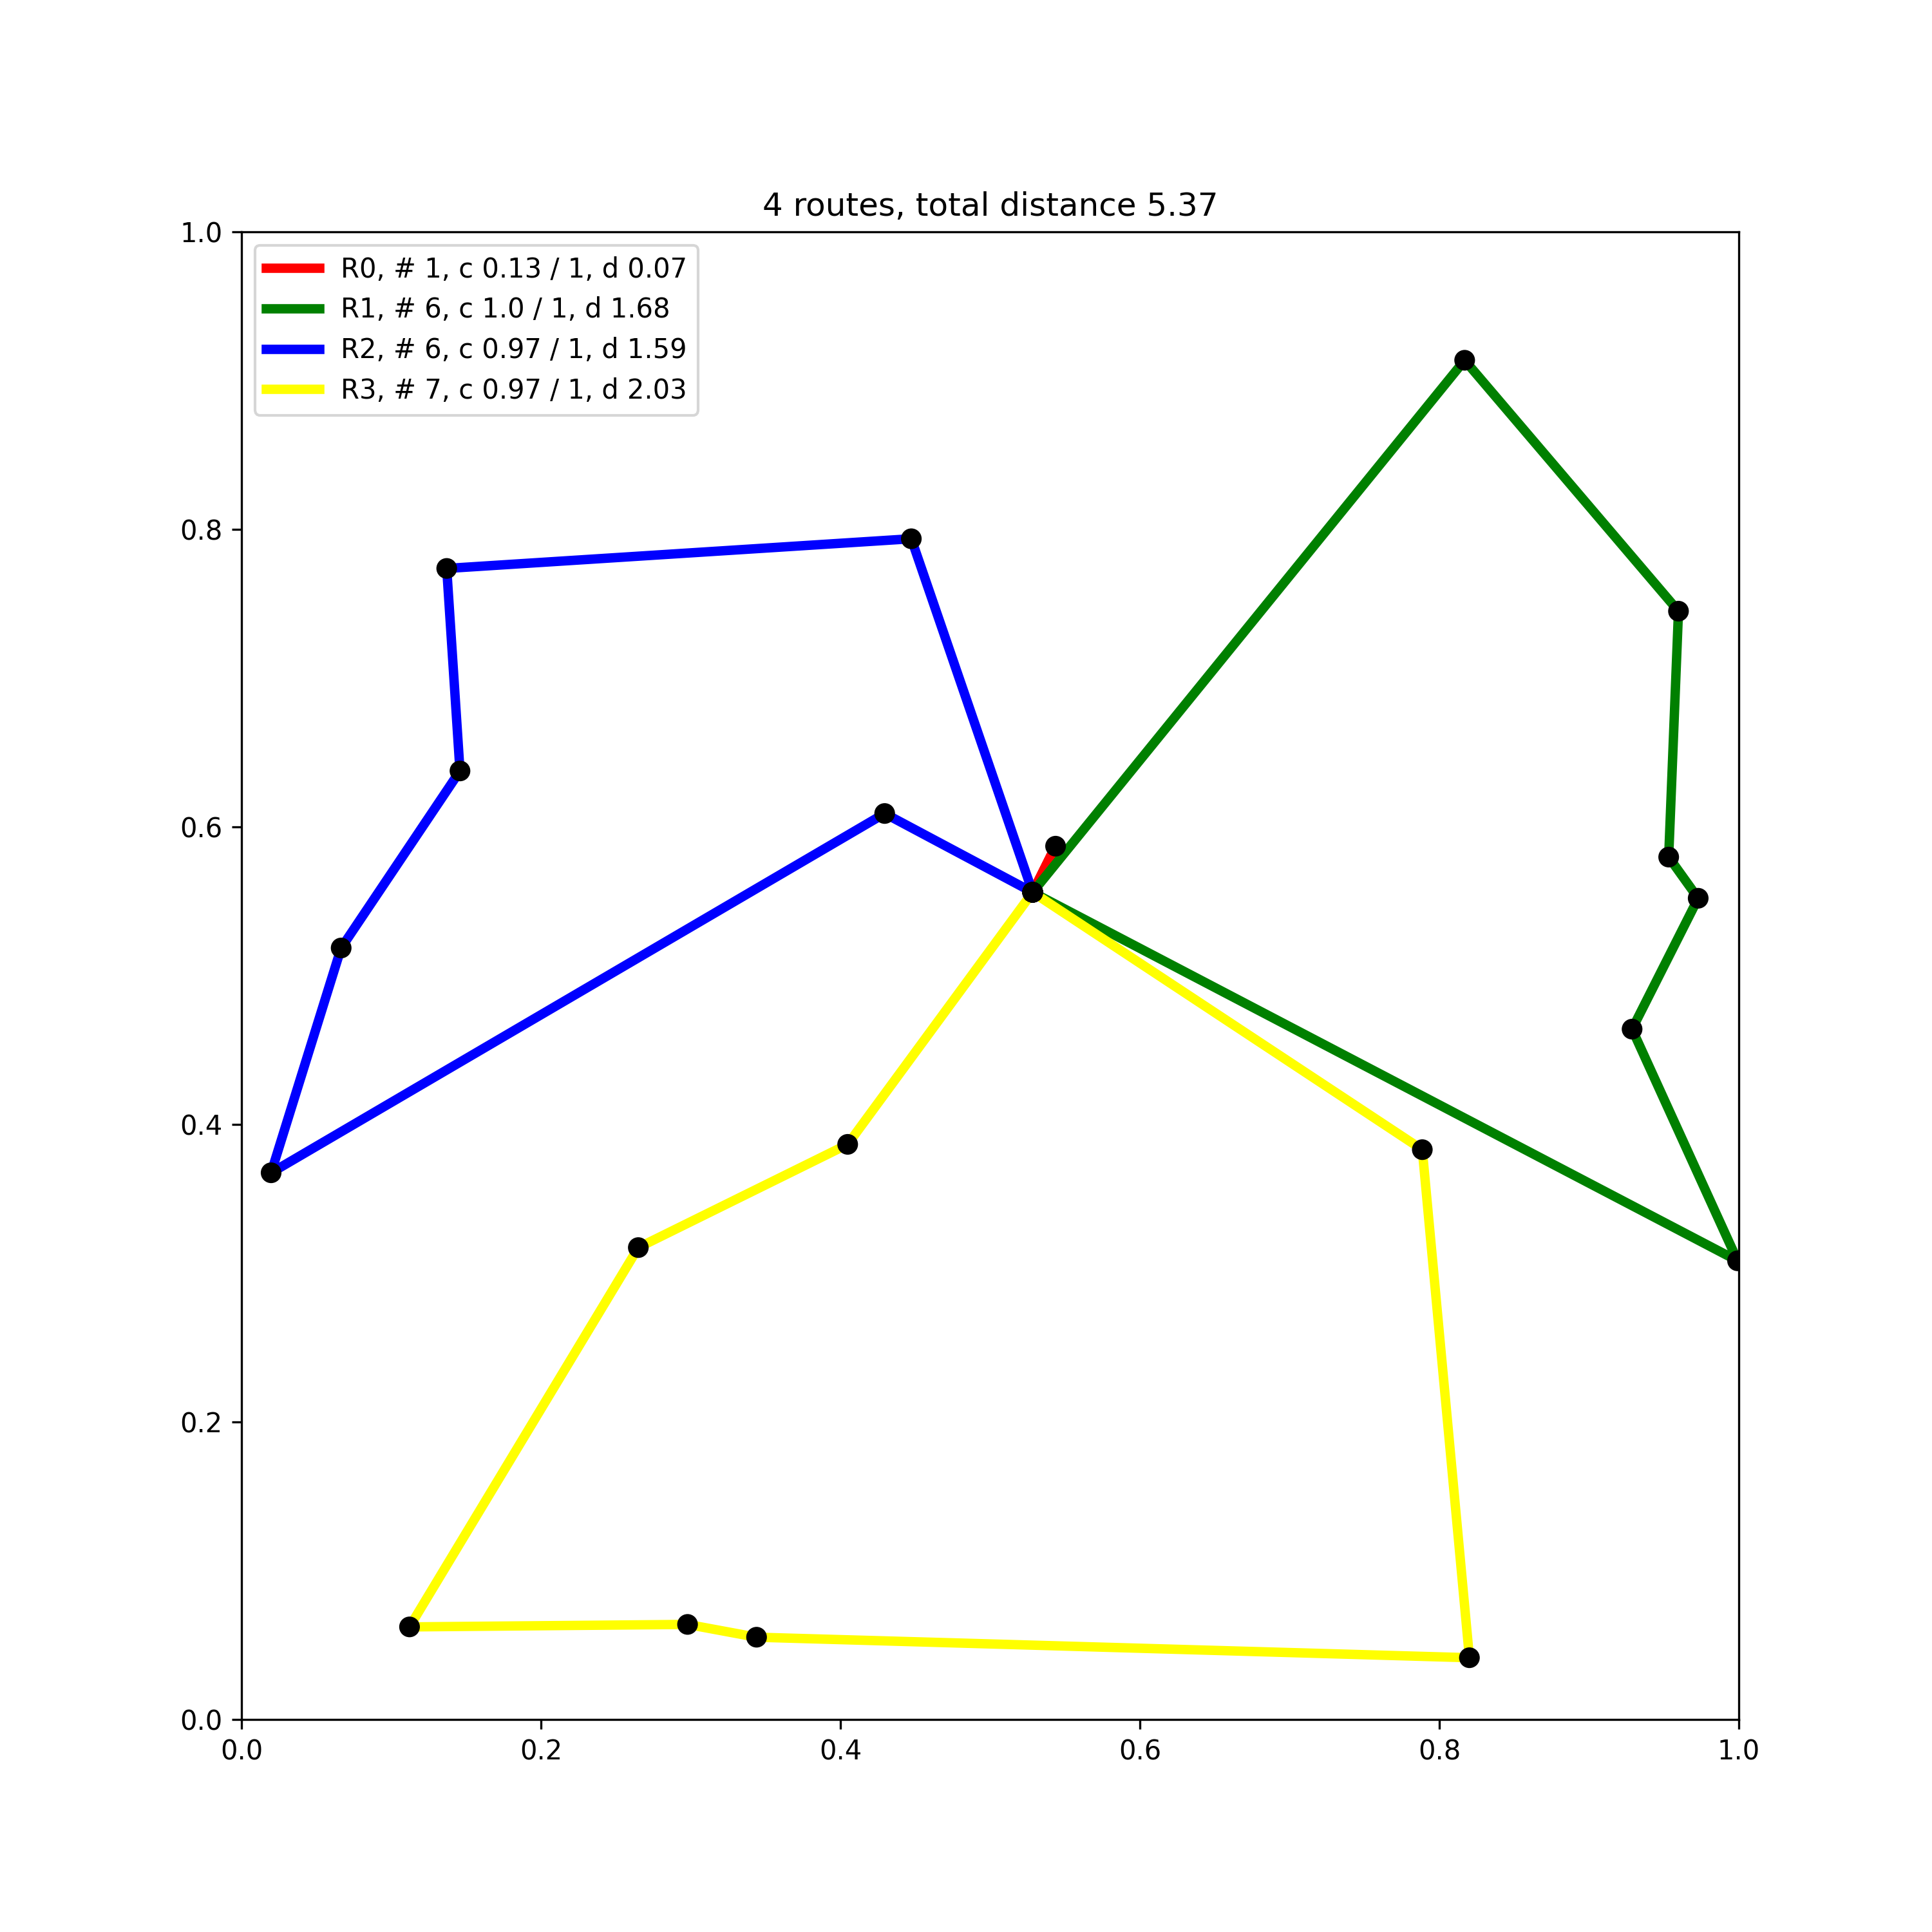 4 routes, total distance 5.37
1.0
R0, # 1, c 0.13 / 1, d 0.07
R1, # 6, c 1.0 / 1, d 1.68
R2, # 6, c 0.97 / 1, d 1.59
R3, # 7, c 0.97 / 1, d 2.03
0.8
0.6
0.4
0.2
0.0
0.0 0.2 0.4 0.6 0.8 1.0